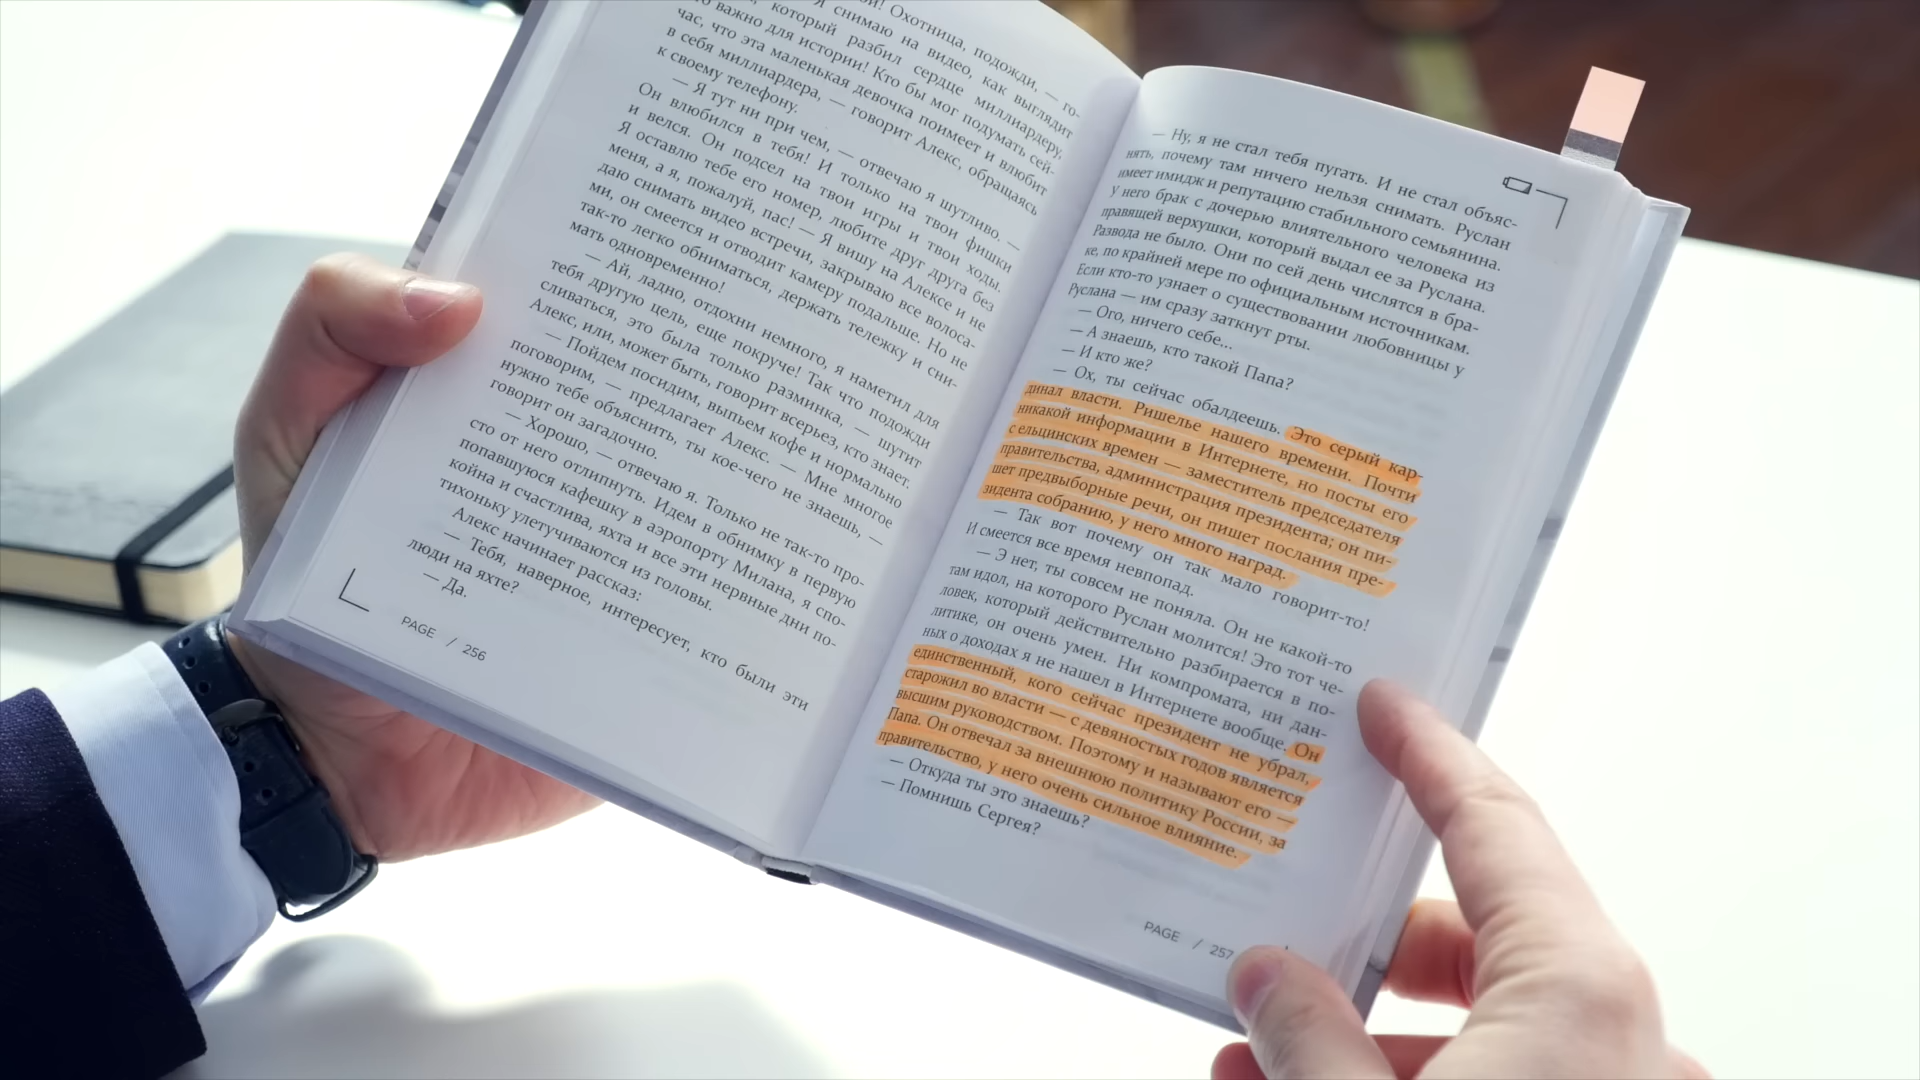 Охотница, подожди, — го-
Я снимаю на видео, как выглядит
который разбил сердце миллиардеру,
важно для истории! Кто бы мог подумать сей-
час, что эта маленькая девочка поимеет и влюбит
в себя миллиардера, — говорит Алекс, обращаясь
к своему телефону.
— Я тут ни при чем, — отвечаю я шутливо. —
Он влюбился в тебя! И только на твои фишки
и велся. Он подсел на твои игры и твои ходы.
Я оставлю тебе его номер, любите друг друга без
меня, а я, пожалуй, пас! — Я вишу на Алексе и не
даю снимать видео встречи, закрываю все волоса-
ми, он смеется и отводит камеру подальше. Но не
так-то легко обниматься, держать тележку и сни-
мать одновременно!
— Ай, ладно, отдохни немного, я наметил для
тебя другую цель, еще покруче! Так что подожди
сливаться, это была только разминка, — шутит
Алекс, или, может быть, говорит всерьез, кто знает.
— Пойдем посидим, выпьем кофе и нормально
поговорим, — предлагает Алекс. — Мне многое
нужно тебе объяснить, ты кое-чего не знаешь, —
говорит он загадочно.
— Хорошо, — отвечаю я. Только не так-то про-
сто от него отлипнуть. Идем в обнимку в первую
попавшуюся кафешку в аэропорту Милана, я спо-
койна и счастлива, яхта и все эти нервные дни по-
тихоньку улетучиваются из головы.
Алекс начинает рассказ:
— Тебя, наверное, интересует, кто были эти
люди на яхте?
— Да.
PAGE / 256
— Ну, я не стал тебя пугать. И не стал объяс-
нять, почему там ничего нельзя снимать. Руслан
имеет имидж и репутацию стабильного семьянина.
У него брак с дочерью влиятельного человека из
правящей верхушки, который выдал ее за Руслана.
Развода не было. Они по сей день числятся в бра-
ке, по крайней мере по официальным источникам.
Если кто-то узнает о существовании любовницы у
Руслана — им сразу заткнут рты.
— Ого, ничего себе...
— А знаешь, кто такой Папа?
— И кто же?
— Ох, ты сейчас обалдеешь. Это серый кар-
динал власти. Ришелье нашего времени. Почти
никакой информации в Интернете, но посты его
с ельцинских времен — заместитель председателя
правительства, администрация президента; он пи-
шет предвыборные речи, он пишет послания пре-
зидента собранию, у него много наград.
— Так вот почему он так мало говорит-то!
И смеется все время невпопад.
— Э нет, ты совсем не поняла. Он не какой-то
там идол, на которого Руслан молится! Это тот че-
ловек, который действительно разбирается в по-
литике, он очень умен. Ни компромата, ни дан-
ных о доходах я не нашел в Интернете вообще. Он
единственный, кого сейчас президент не убрал,
старожил во власти — с девяностых годов является
высшим руководством. Поэтому и называют его —
Папа. Он отвечал за внешнюю политику России, за
правительство, у него очень сильное влияние.
— Откуда ты это знаешь?
— Помнишь Сергея?
PAGE / 257